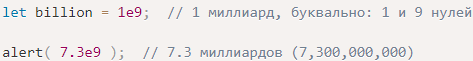 let billion = 1e9;  // 1 миллиард, буквально: 1 и 9 нулей
alert( 7.3e9 );  // 7.3 миллиардов (7,300,000,000)